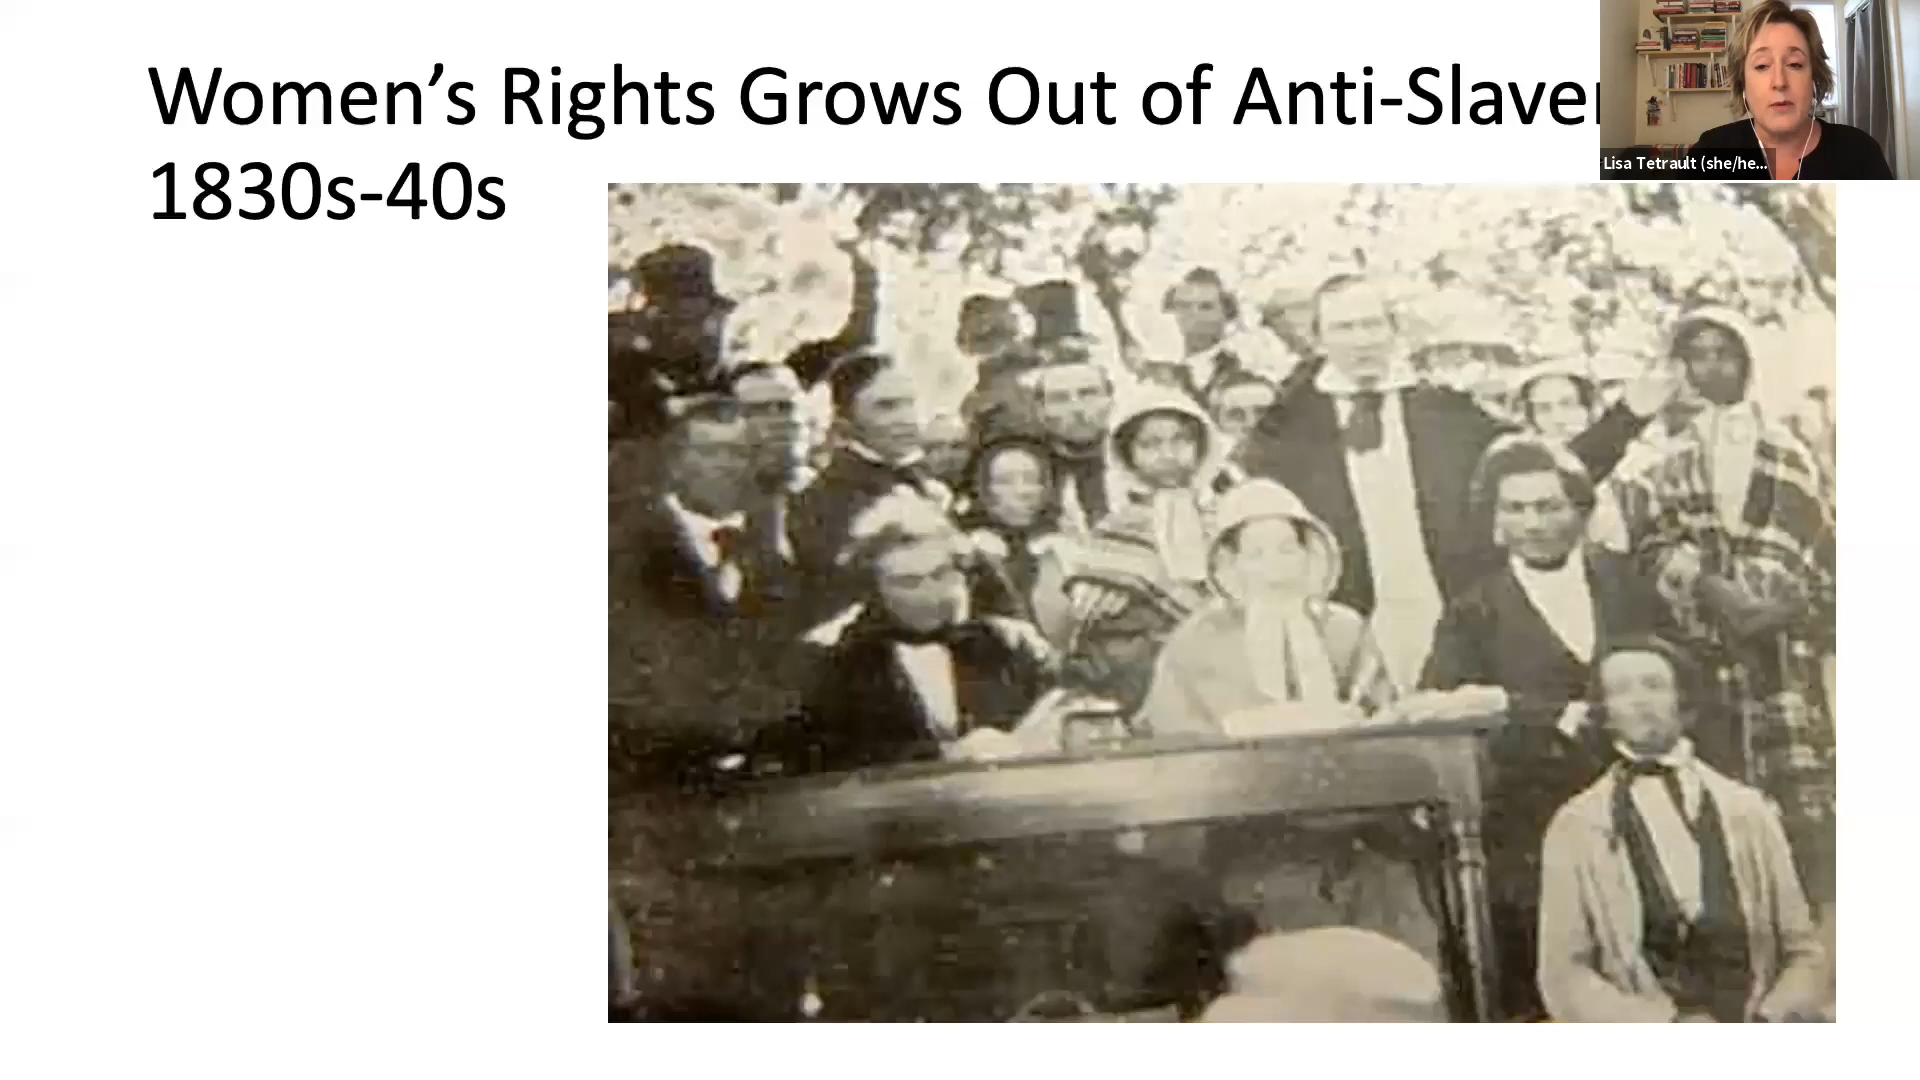 Women’s Rights Grows Out of Anti-Slaver
1830s-40s
Lisa Tetrault (she/he...